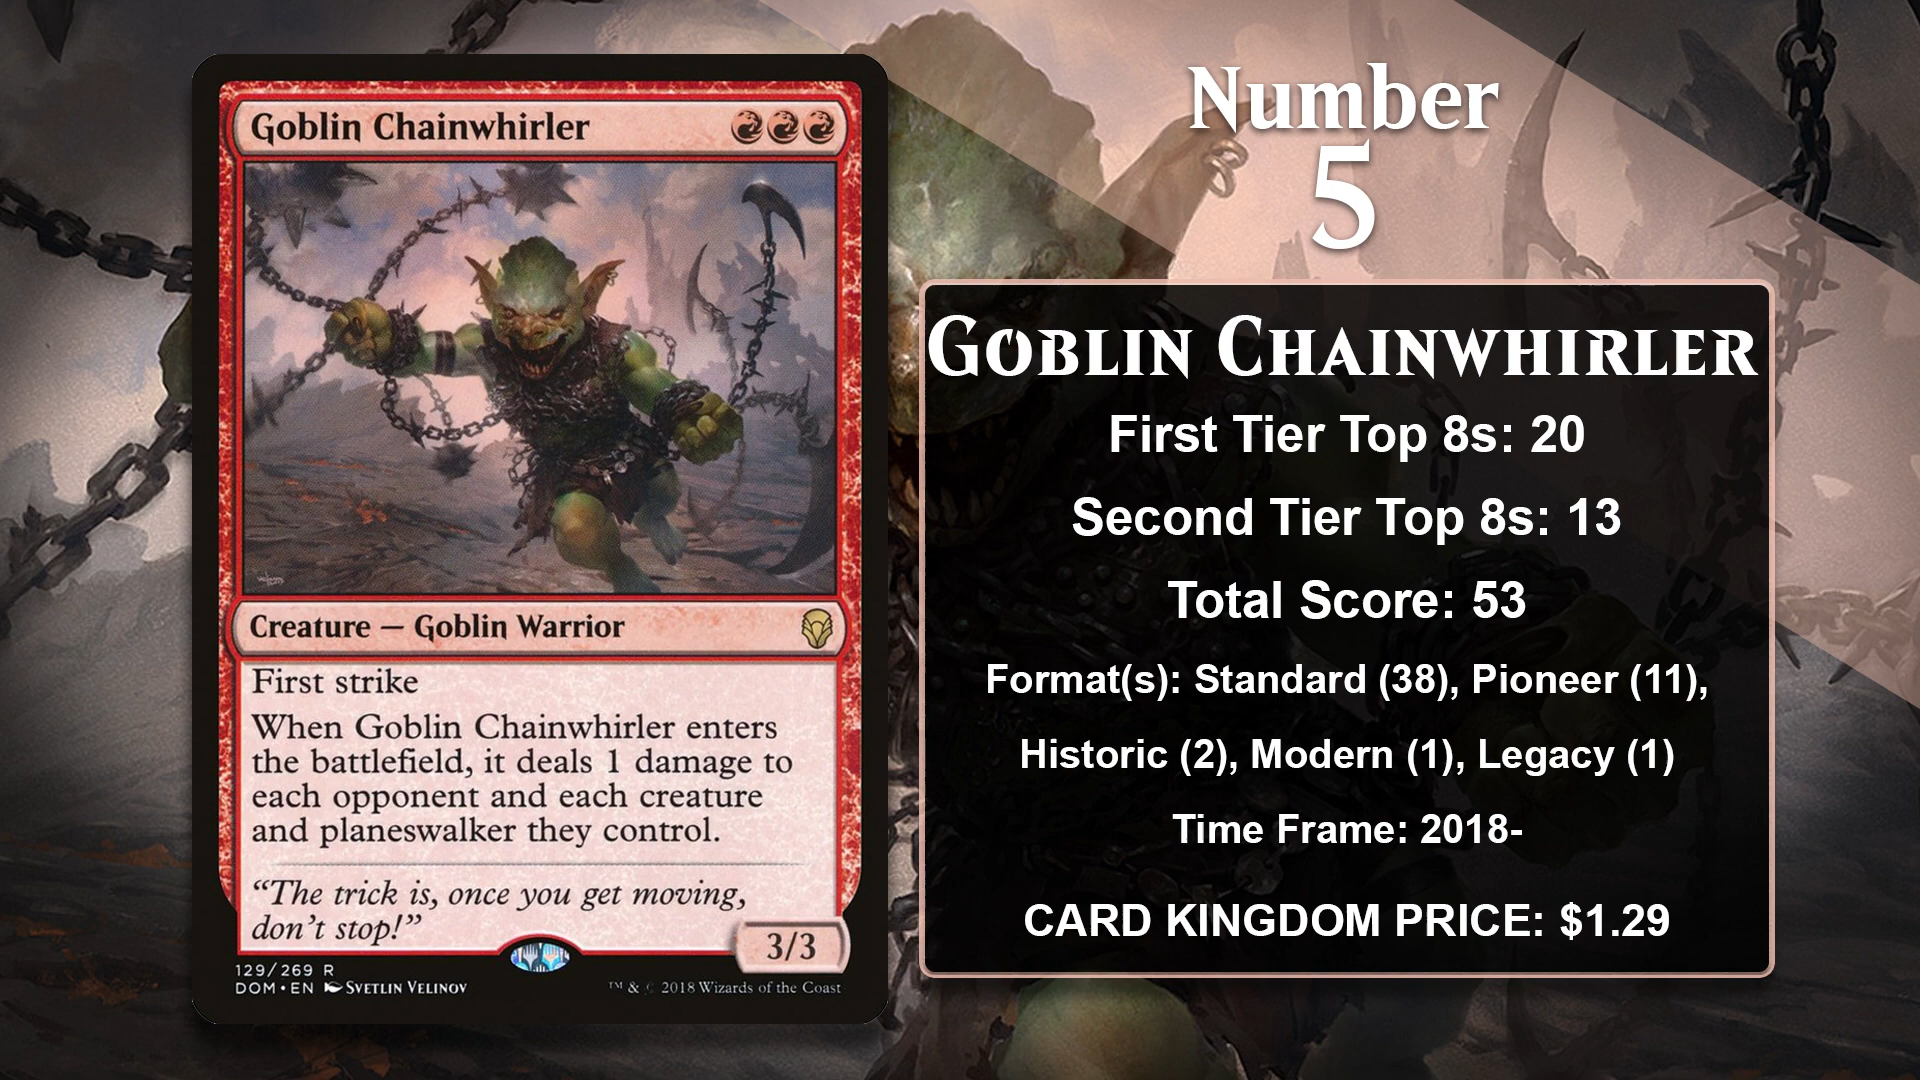 Goblin Chainwhirler
First strike
When Goblin Chainwhirler enters
the battlefield, it deals 1 damage to
each opponent and each creature
and planeswalker they control.
“The trick is, once you get moving,
don’t stop!”
Creature — Goblin Warrior
3/3
129/269 R
DOM • EN Svetlin Velinov
™ & © 2018 Wizards of the Coast
Number
5
Goblin Chainwhirler
First Tier Top 8s: 20
Second Tier Top 8s: 13
Total Score: 53
Format(s): Standard (38), Pioneer (11),
Historic (2), Modern (1), Legacy (1)
Time Frame: 2018-
CARD KINGDOM PRICE: $1.29